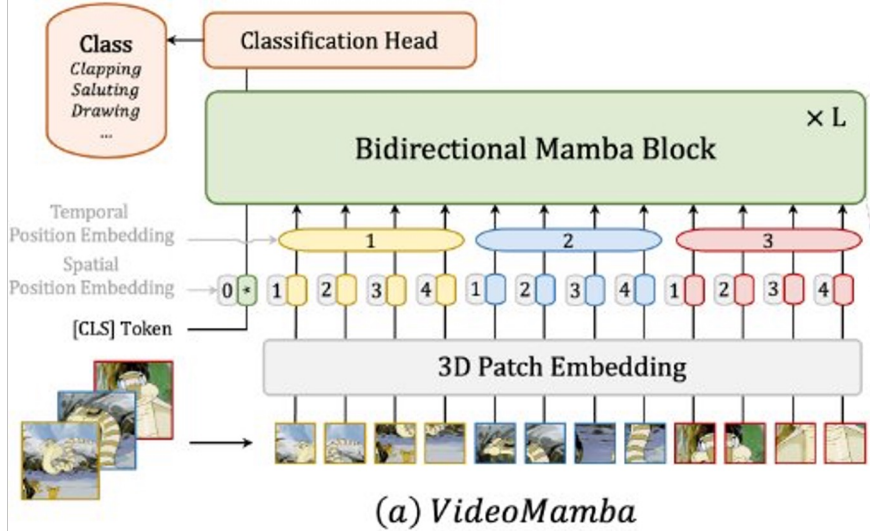 Class
Clapping
Saluting
Drawing
...
Classification Head
× L
Bidirectional Mamba Block
Temporal
Position Embedding
1 2 3
Spatial
Position Embedding
0 * 1 2 3 4 1 2 3 4 1 2 3 4
[CLS] Token
3D Patch Embedding
(a) VideoMamba